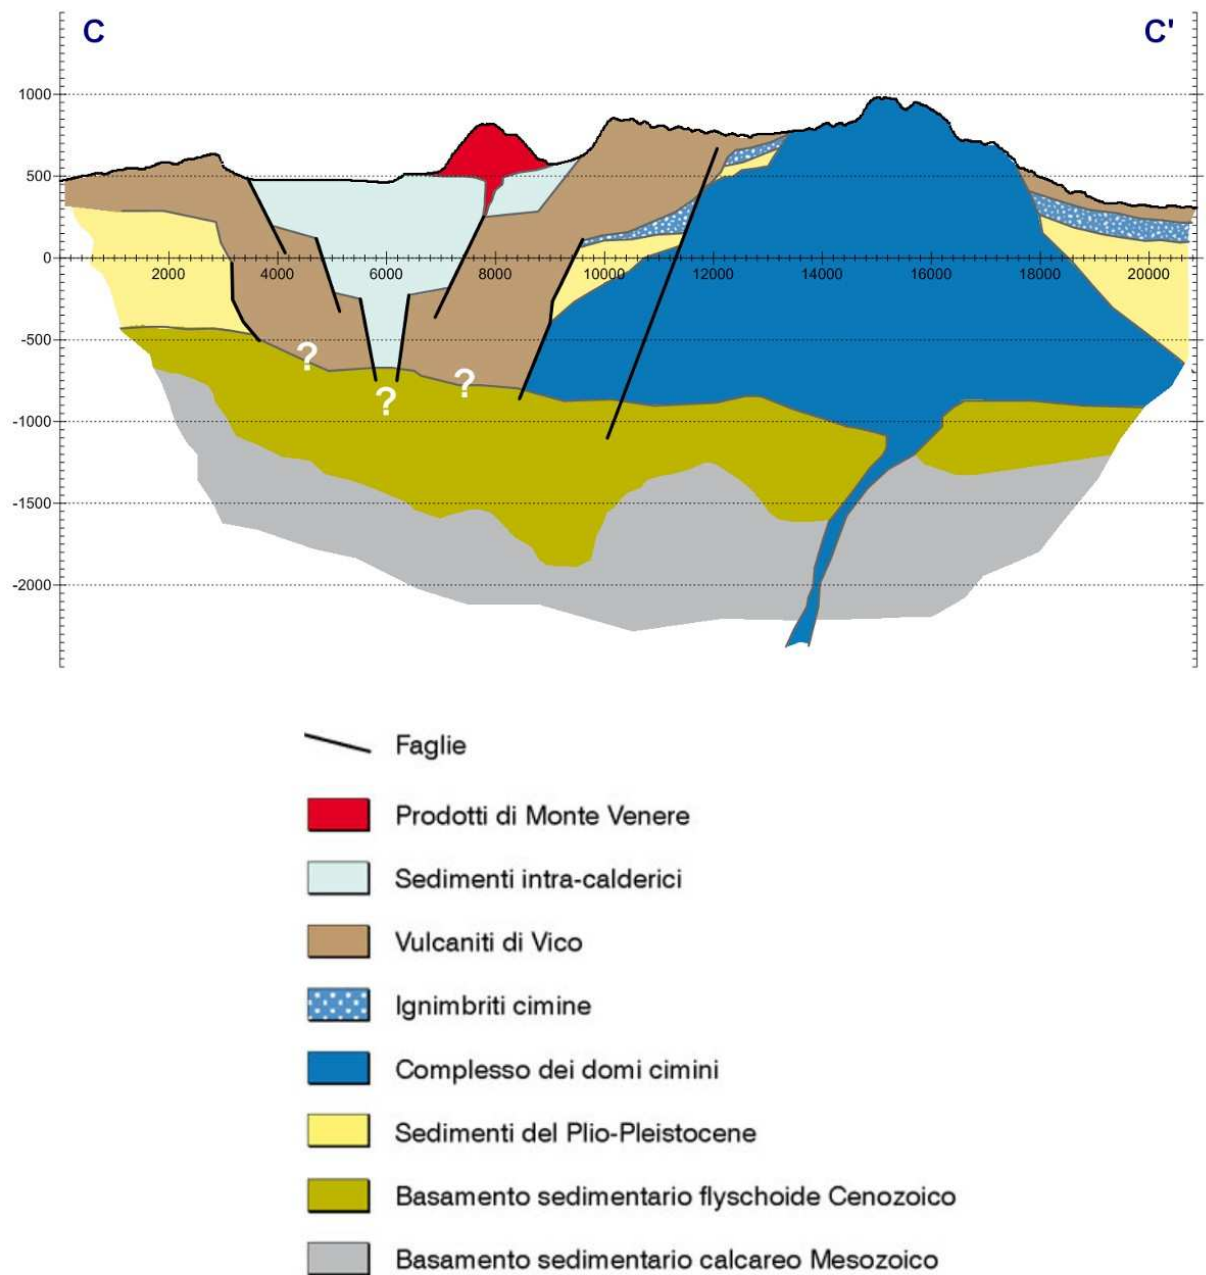 C C'
1000
500
0
2000 4000 6000 8000 10000 12000 14000 16000 18000 20000
-500
? ?
?
-1000
-1500
-2000
Faglie
Prodotti di Monte Venere
Sedimenti intra-calderici
Vulcaniti di Vico
Ignimbriti cimine
Complesso dei domi cimini
Sedimenti del Plio-Pleistocene
Basamento sedimentario flyschoide Cenozoico
Basamento sedimentario calcareo Mesozoico